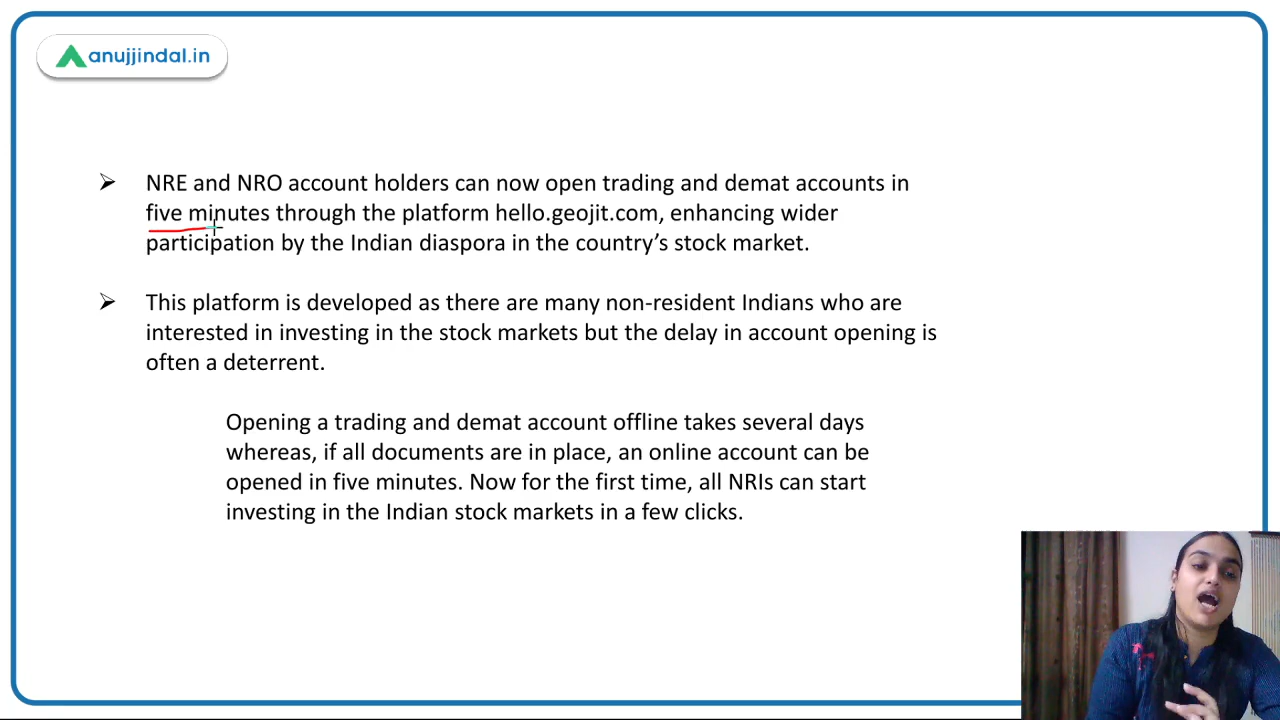 anujjindal.in
NRE and NRO account holders can now open trading and demat accounts in
five minutes through the platform hello.geojit.com, enhancing wider
participation by the Indian diaspora in the country’s stock market.
This platform is developed as there are many non-resident Indians who are
interested in investing in the stock markets but the delay in account opening is
often a deterrent.
Opening a trading and demat account offline takes several days
whereas, if all documents are in place, an online account can be
opened in five minutes. Now for the first time, all NRIs can start
investing in the Indian stock markets in a few clicks.